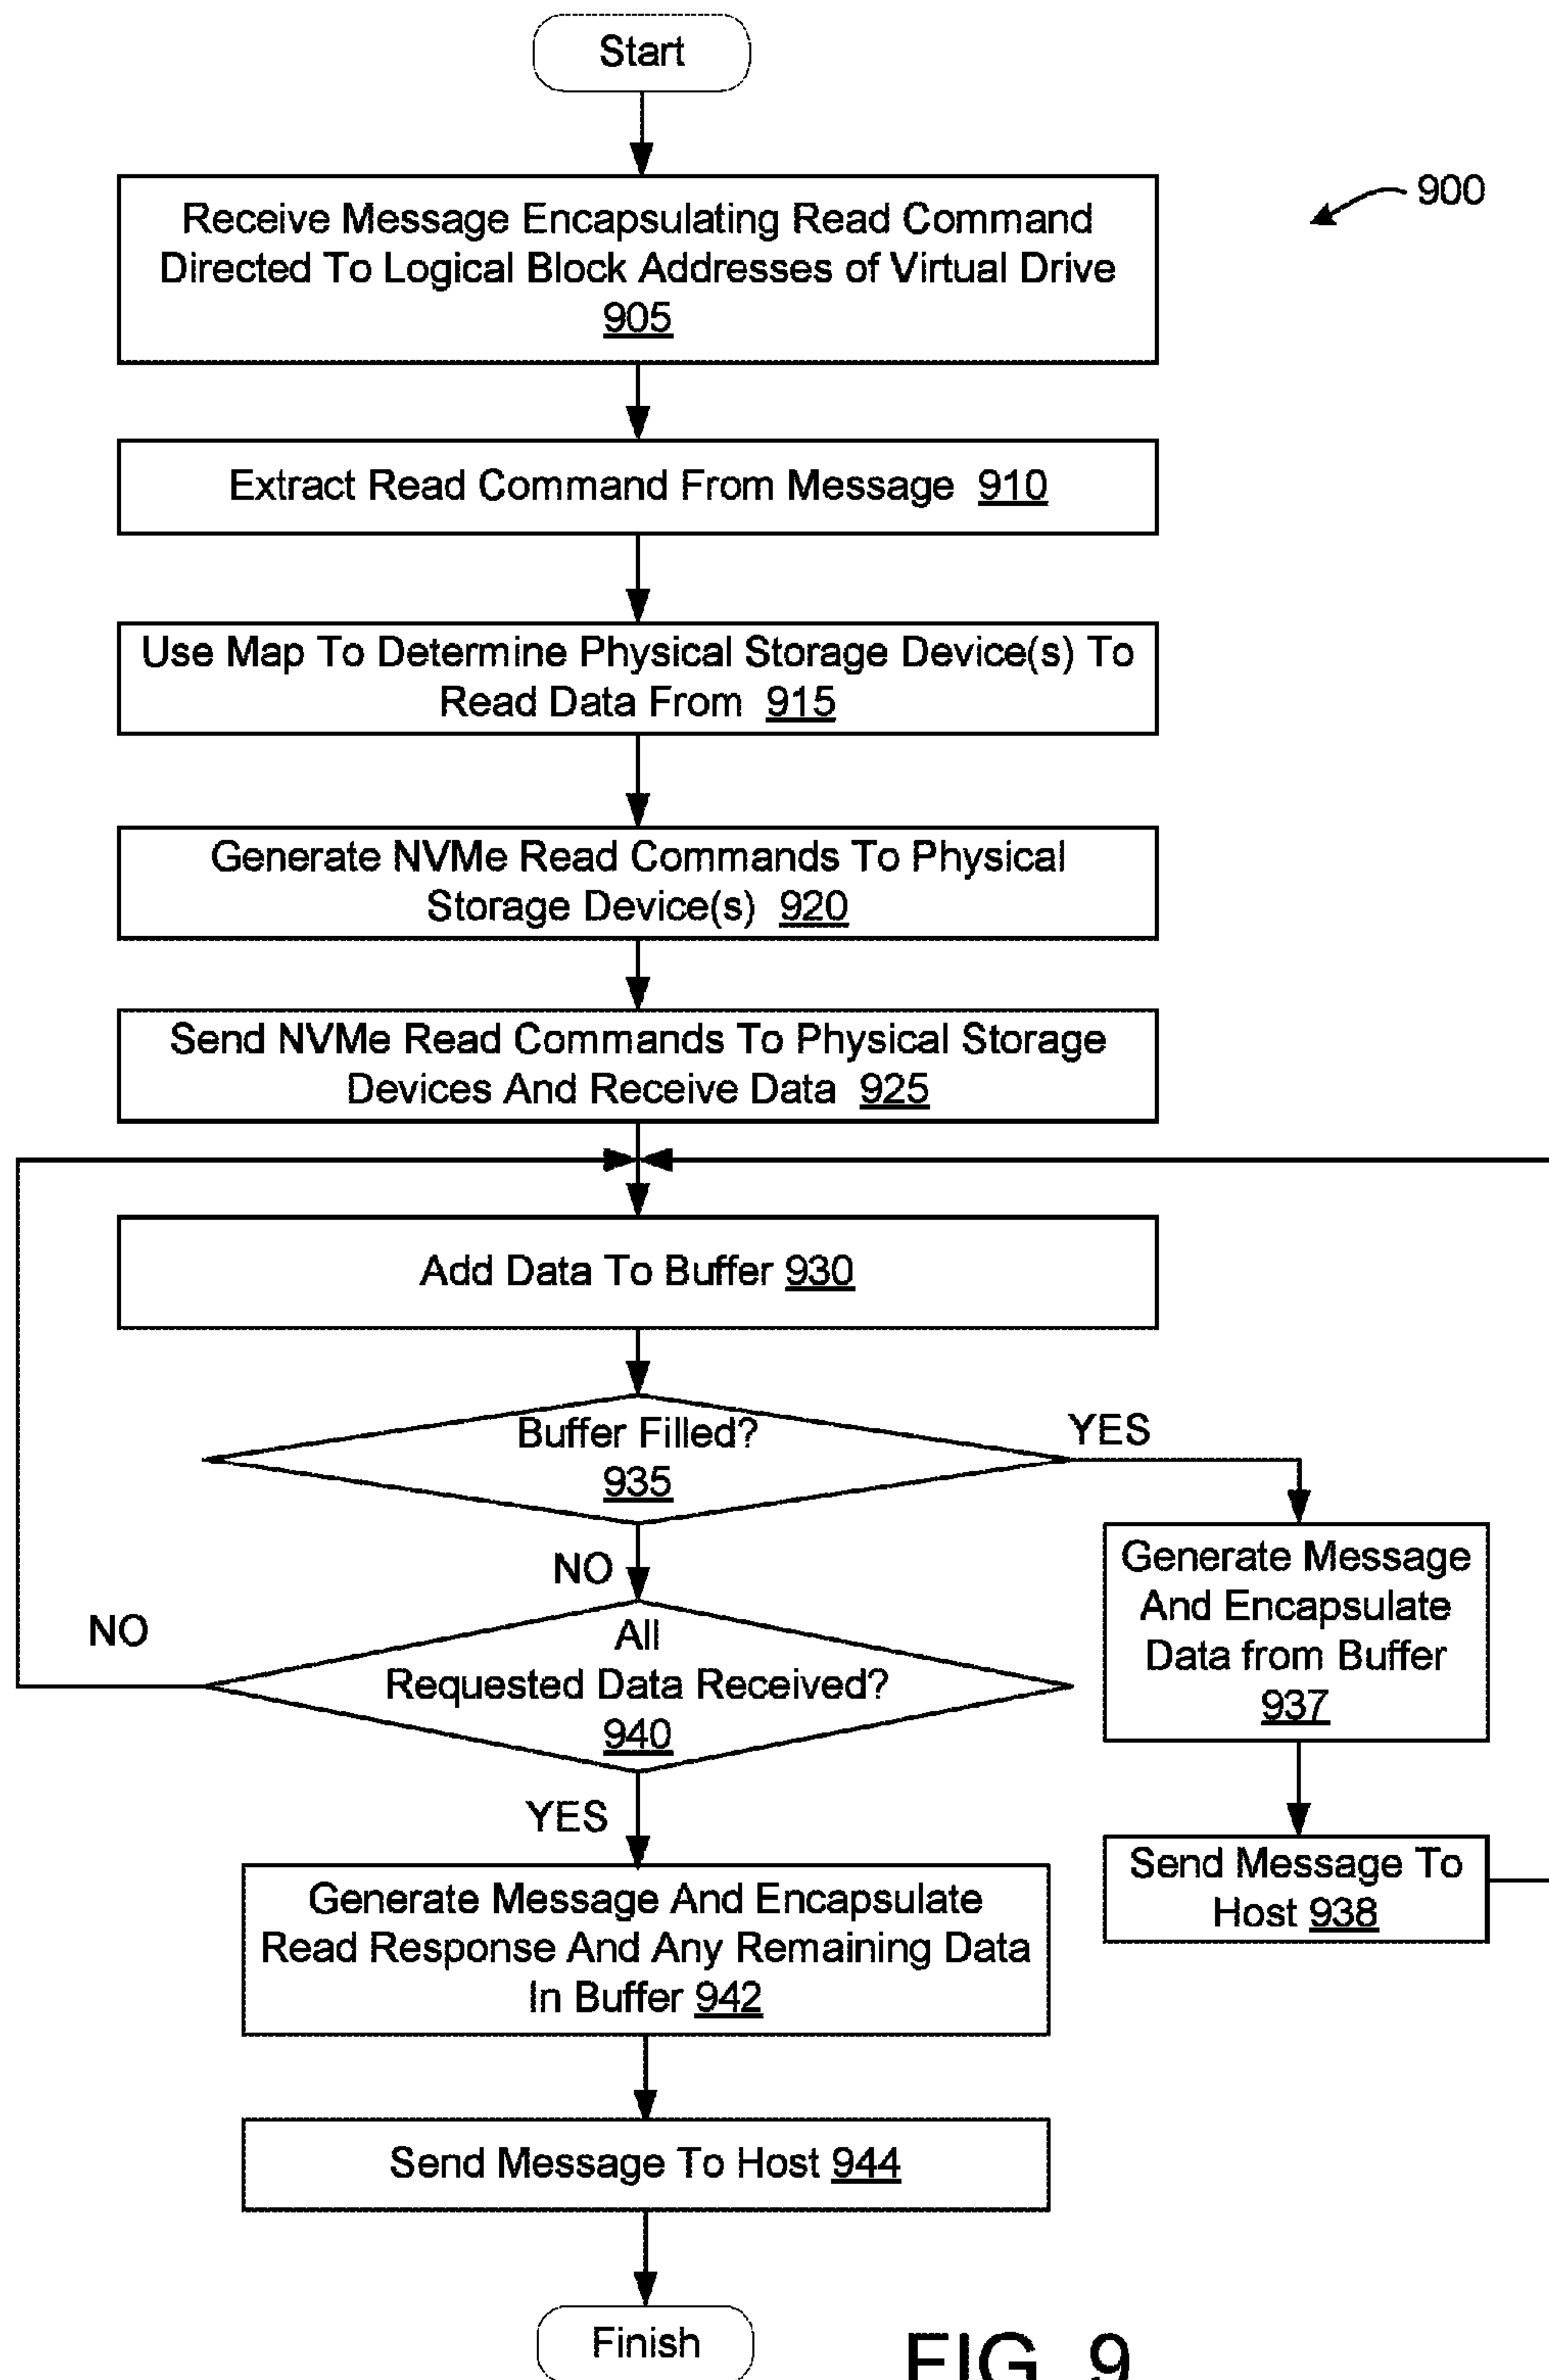 Start
900
Receive Message Encapsulating Read Command
Directed To Logical Block Addresses of Virtual Drive
905
Extract Read Command From Message 910
Use Map To Determine Physical Storage Device(s) To
Read Data From 915
Generate NVMe Read Commands To Physical
Storage Device(s) 920
Send NVMe Read Commands To Physical Storage
Devices And Receive Data 925
Add Data To Buffer 930
Buffer Filled?
935
YES
NO
Generate Message
And Encapsulate
Data from Buffer
937
NO
All
Requested Data Received?
940
YES
Send Message To
Host 938
Generate Message And Encapsulate
Read Response And Any Remaining Data
In Buffer 942
Send Message To Host 944
Finish
FIG. 9